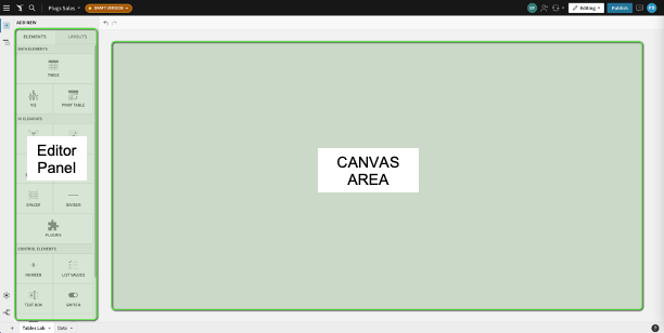 Plugs Sales
DRAFT VERSION
Editing
Publish
ADD NEW
ELEMENTS
LAYOUTS
DATA ELEMENTS
TABLE
VIZ
PIVOT TABLE
UI ELEMENTS
Editor
Panel
CANVAS
AREA
SPACER
DIVIDER
PLUGINS
CONTROL ELEMENTS
NUMBER
LIST VALUES
TEXT BOX
SWITCH
Tables Lab
Data